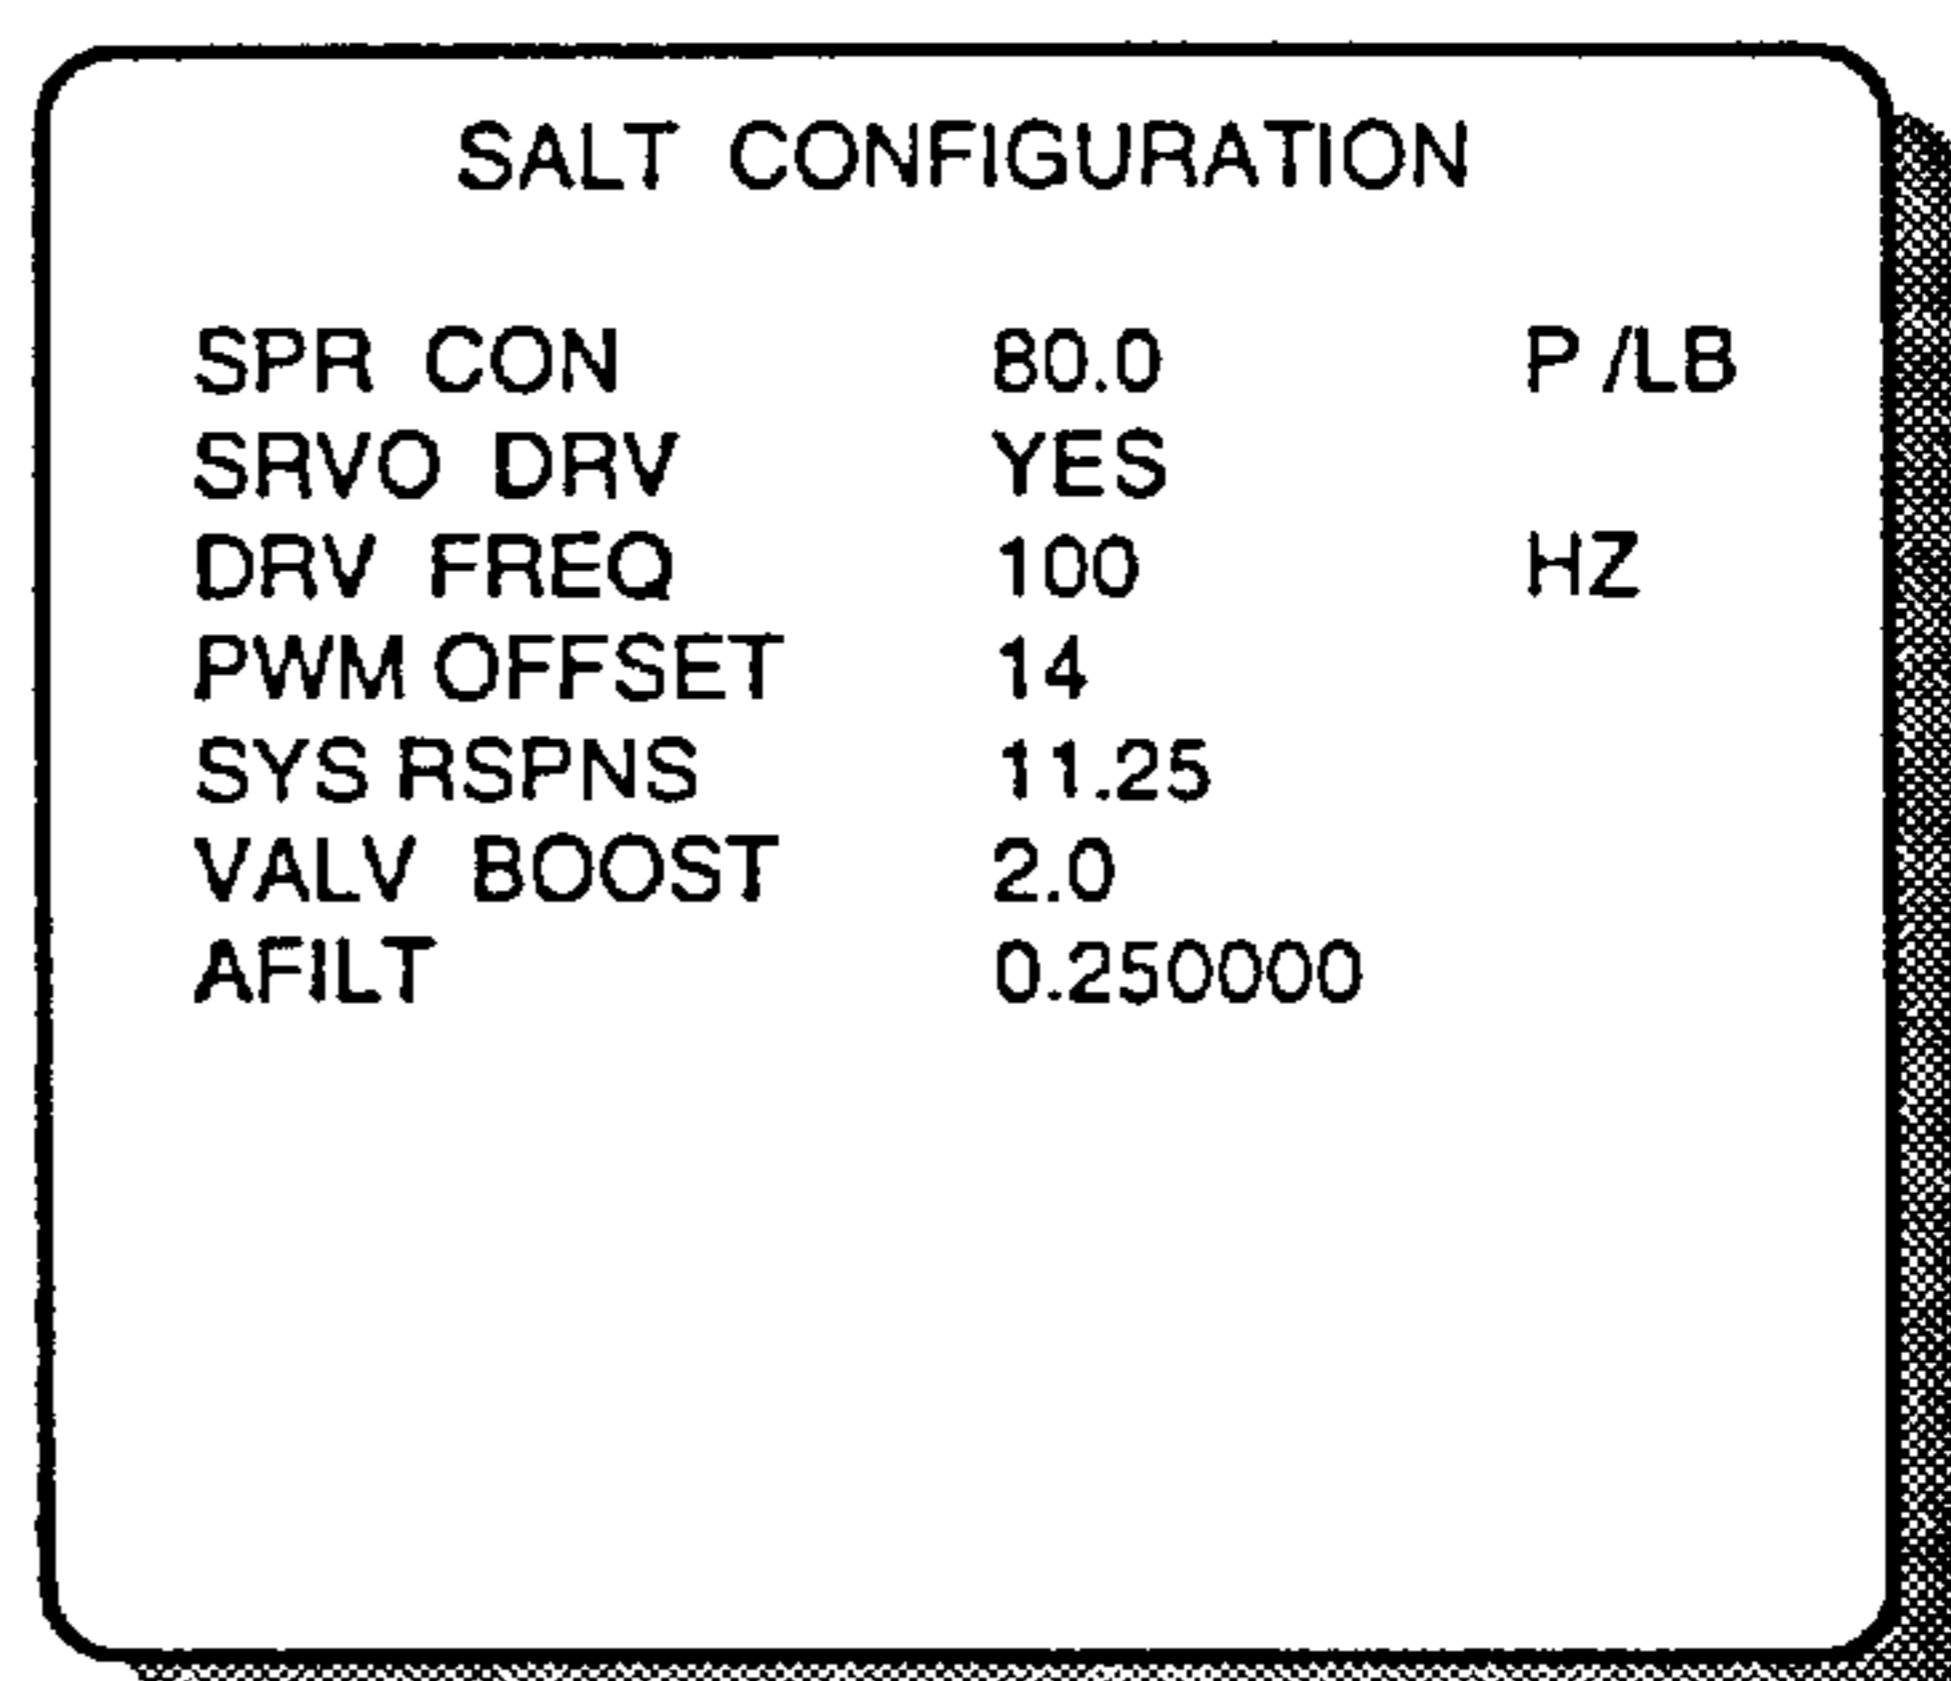 SALT CONFIGURATION
SPR CON 80.0 P /LB
SRVO DRV YES
DRV FREQ 100 HZ
PWM OFFSET 14
SYS RSPNS 11.25
VALV BOOST 2.0
AFILT 0.250000